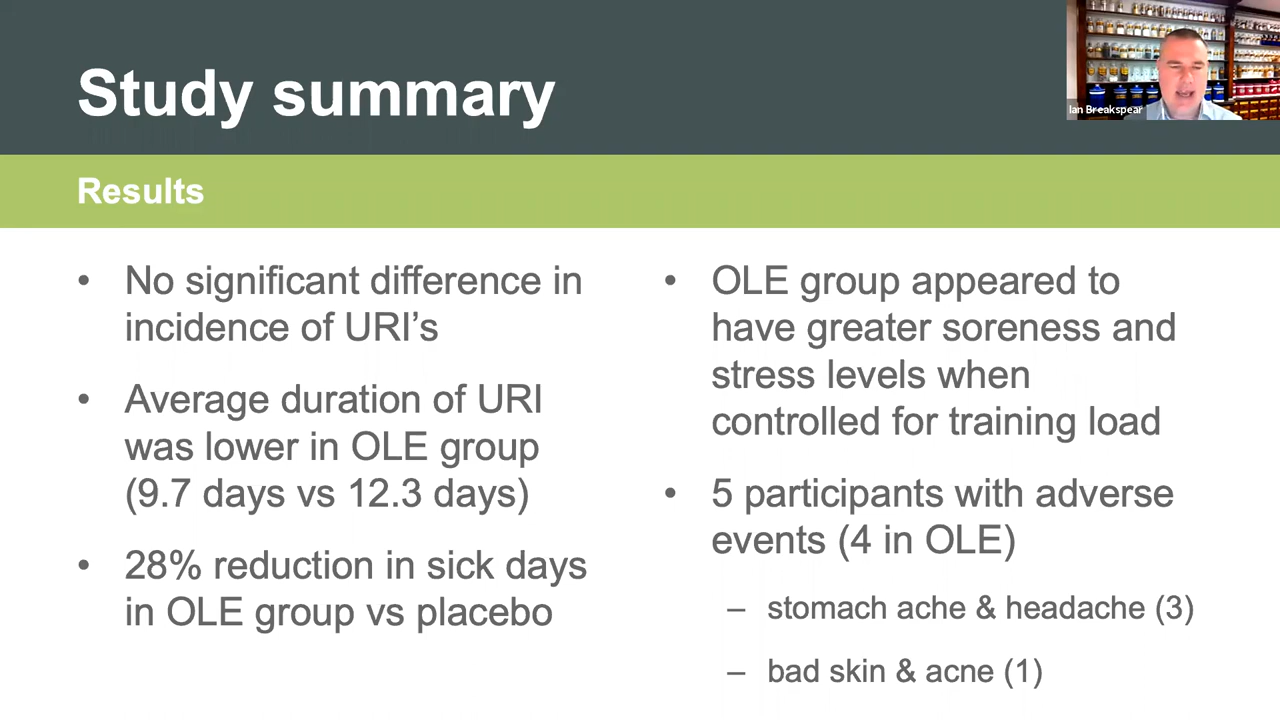 Study summary
Ian Breakspear
Results
• No significant difference in
incidence of URI’s
• Average duration of URI
was lower in OLE group
(9.7 days vs 12.3 days)
• 28% reduction in sick days
in OLE group vs placebo
• OLE group appeared to
have greater soreness and
stress levels when
controlled for training load
• 5 participants with adverse
events (4 in OLE)
– stomach ache & headache (3)
– bad skin & acne (1)